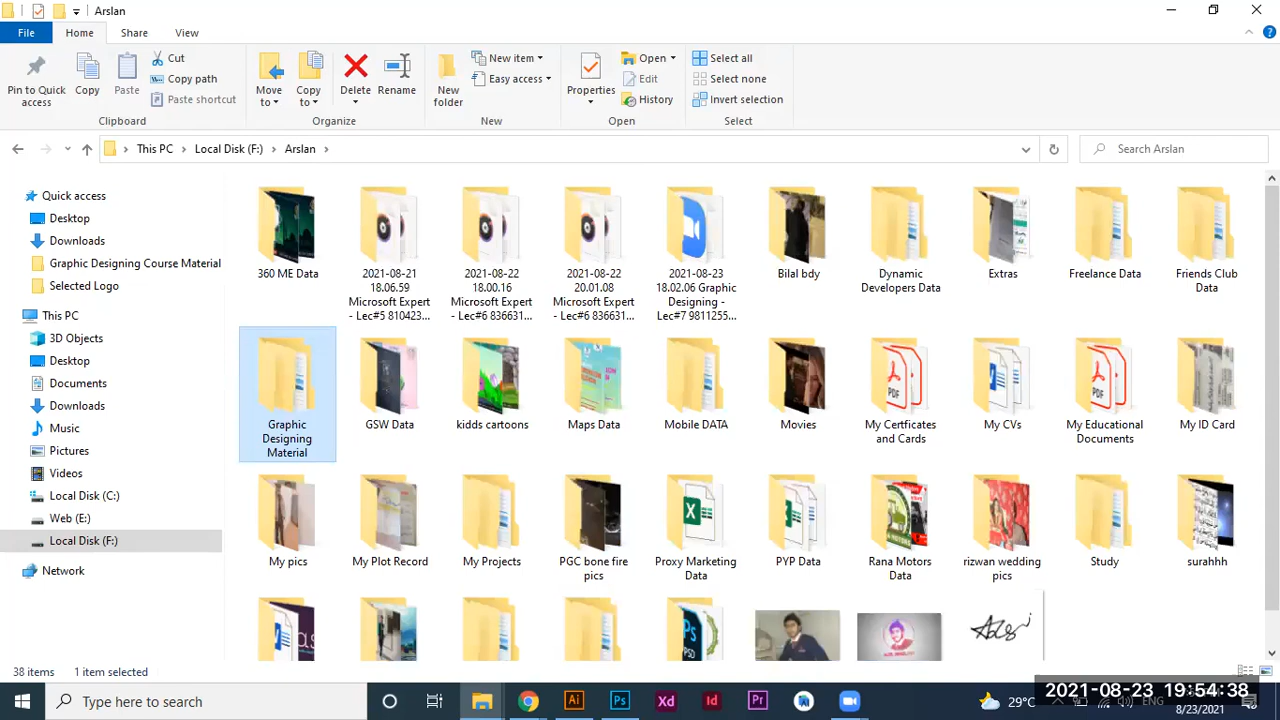 Arslan
File Home Share View
Pin to Quick access
Copy
Paste
Cut
Copy path
Paste shortcut
Clipboard
Move to
Copy to
Delete
Rename
Organize
New folder
New item
Easy access
New
Properties
Open
Edit
History
Open
Select all
Select none
Invert selection
Select
This PC Local Disk (F:) Arslan
Search Arslan
Quick access
Desktop
Downloads
Graphic Designing Course Material
Selected Logo
This PC
3D Objects
Desktop
Documents
Downloads
Music
Pictures
Videos
Local Disk (C:)
Web (E:)
Local Disk (F:)
Network
360 ME Data
2021-08-21
18.06.59
Microsoft Expert
- Lec#5 810423...
2021-08-22
18.00.16
Microsoft Expert
- Lec#6 836631...
2021-08-22
20.01.08
Microsoft Expert
- Lec#6 836631...
2021-08-23
18.02.06 Graphic
Designing -
Lec#7 9811255...
Bilal bdy
Dynamic
Developers Data
Extras
Freelance Data
Friends Club
Data
Graphic
Designing
Material
GSW Data
kidds cartoons
Maps Data
Mobile DATA
Movies
My Certficates
and Cards
My CVs
My Educational
Documents
My ID Card
My pics
My Plot Record
My Projects
PGC bone fire
pics
Proxy Marketing
Data
PYP Data
Rana Motors
Data
rizwan wedding
pics
Study
surahhh
38 items 1 item selected
Type here to search
29°C
2021-08-23 19:54:38
8/23/2021